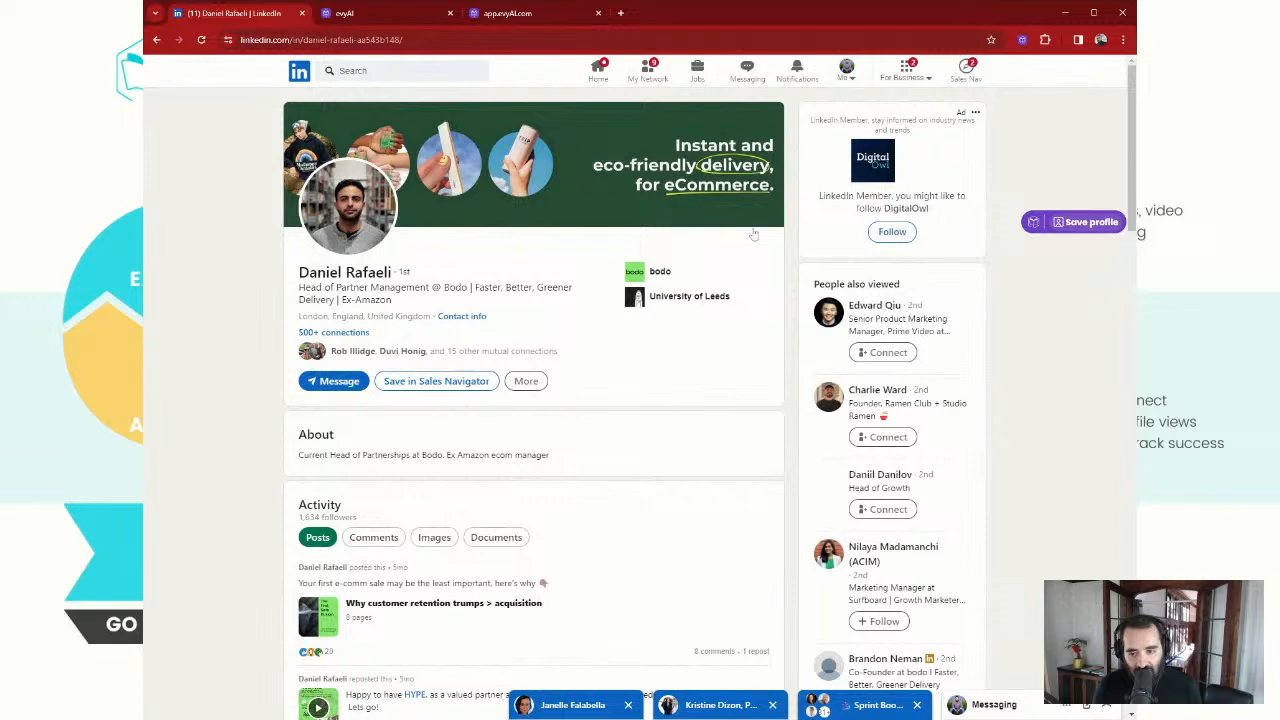 (11) Daniel Rafaeli | LinkedIn
evyAI
app.evyAI.com
linkedin.com/in/daniel-rafaeli-aa543b148/
in
Search
Home
9
My Network
Jobs
Messaging
Notifications
Me
2
For Business
2
Sales Nav
Instant and
eco-friendly delivery,
for eCommerce.
Daniel Rafaeli · 1st
Head of Partner Management @ Bodo | Faster, Better, Greener
Delivery | Ex-Amazon
London, England, United Kingdom · Contact info
500+ connections
Rob Illidge, Duvi Honig, and 15 other mutual connections
Message
Save in Sales Navigator
More
bodo
bodo
University of Leeds
About
Current Head of Partnerships at Bodo. Ex Amazon ecom manager
Activity
1,634 followers
Posts
Comments
Images
Documents
Daniel Rafaeli posted this • 5mo
Your first e-comm sale may be the least important, here's why
Why customer retention trumps > acquisition
8 pages
20
8 comments · 1 repost
Daniel Rafaeli reposted this • 5mo
Happy to have HYPE. as a valued partner a
Lets go!
Ad
LinkedIn Member, stay informed on industry news
and trends
Digital
Owl
LinkedIn Member, you might like to
follow DigitalOwl
Follow
People also viewed
Edward Qiu · 2nd
Senior Product Marketing
Manager, Prime Video at...
Connect
Charlie Ward · 2nd
Founder, Ramen Club + Studio
Ramen
Connect
Daniil Danilov · 2nd
Head of Growth
Connect
Nilaya Madamanchi
(ACIM)
· 2nd
Marketing Manager at
Surfboard | Growth Marketer...
+ Follow
Brandon Neman in · 2nd
Co-Founder at bodo I Faster,
Better, Greener Delivery
Save profile
Janelle Falabella
Kristine Dizon, P...
Sprint Boo...
Messaging
s, video
ng
nnect
file views
rack success
E
A
GO